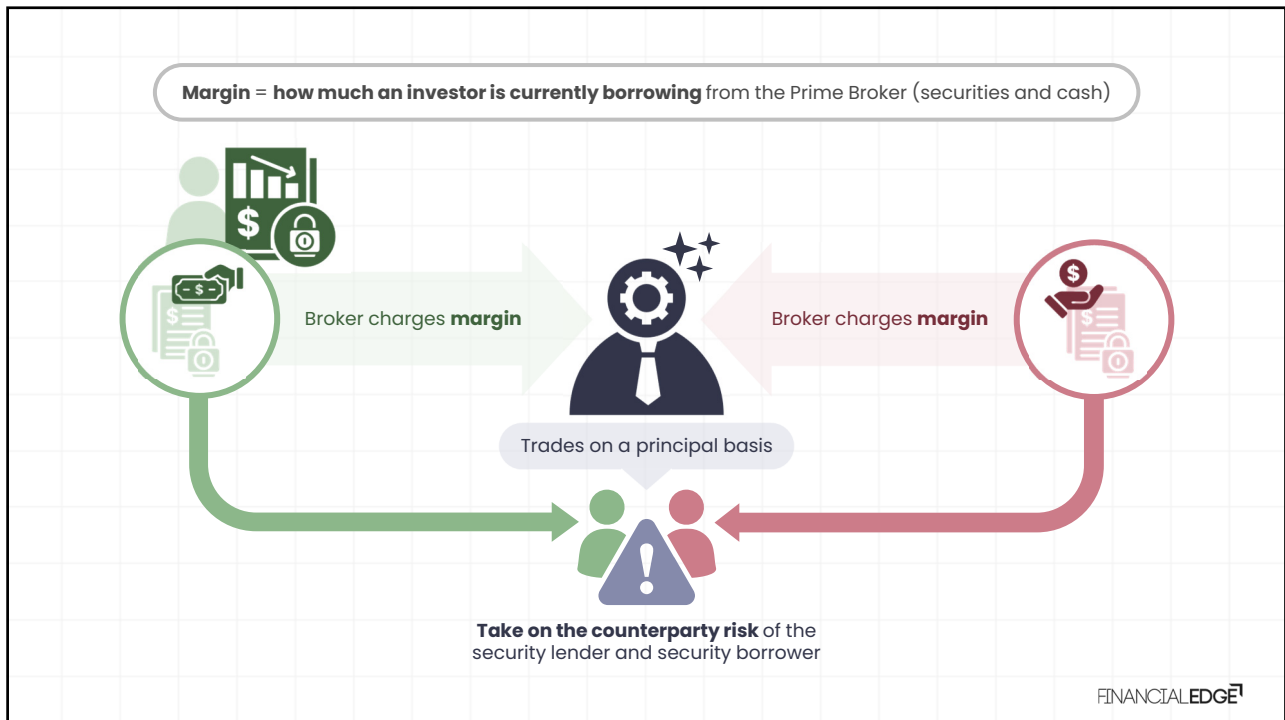 Margin = how much an investor is currently borrowing from the Prime Broker (securities and cash)
$
$
$
$
$
Broker charges margin
Broker charges margin
Trades on a principal basis
!
Take on the counterparty risk of the
security lender and security borrower
FINANCIALEDGE